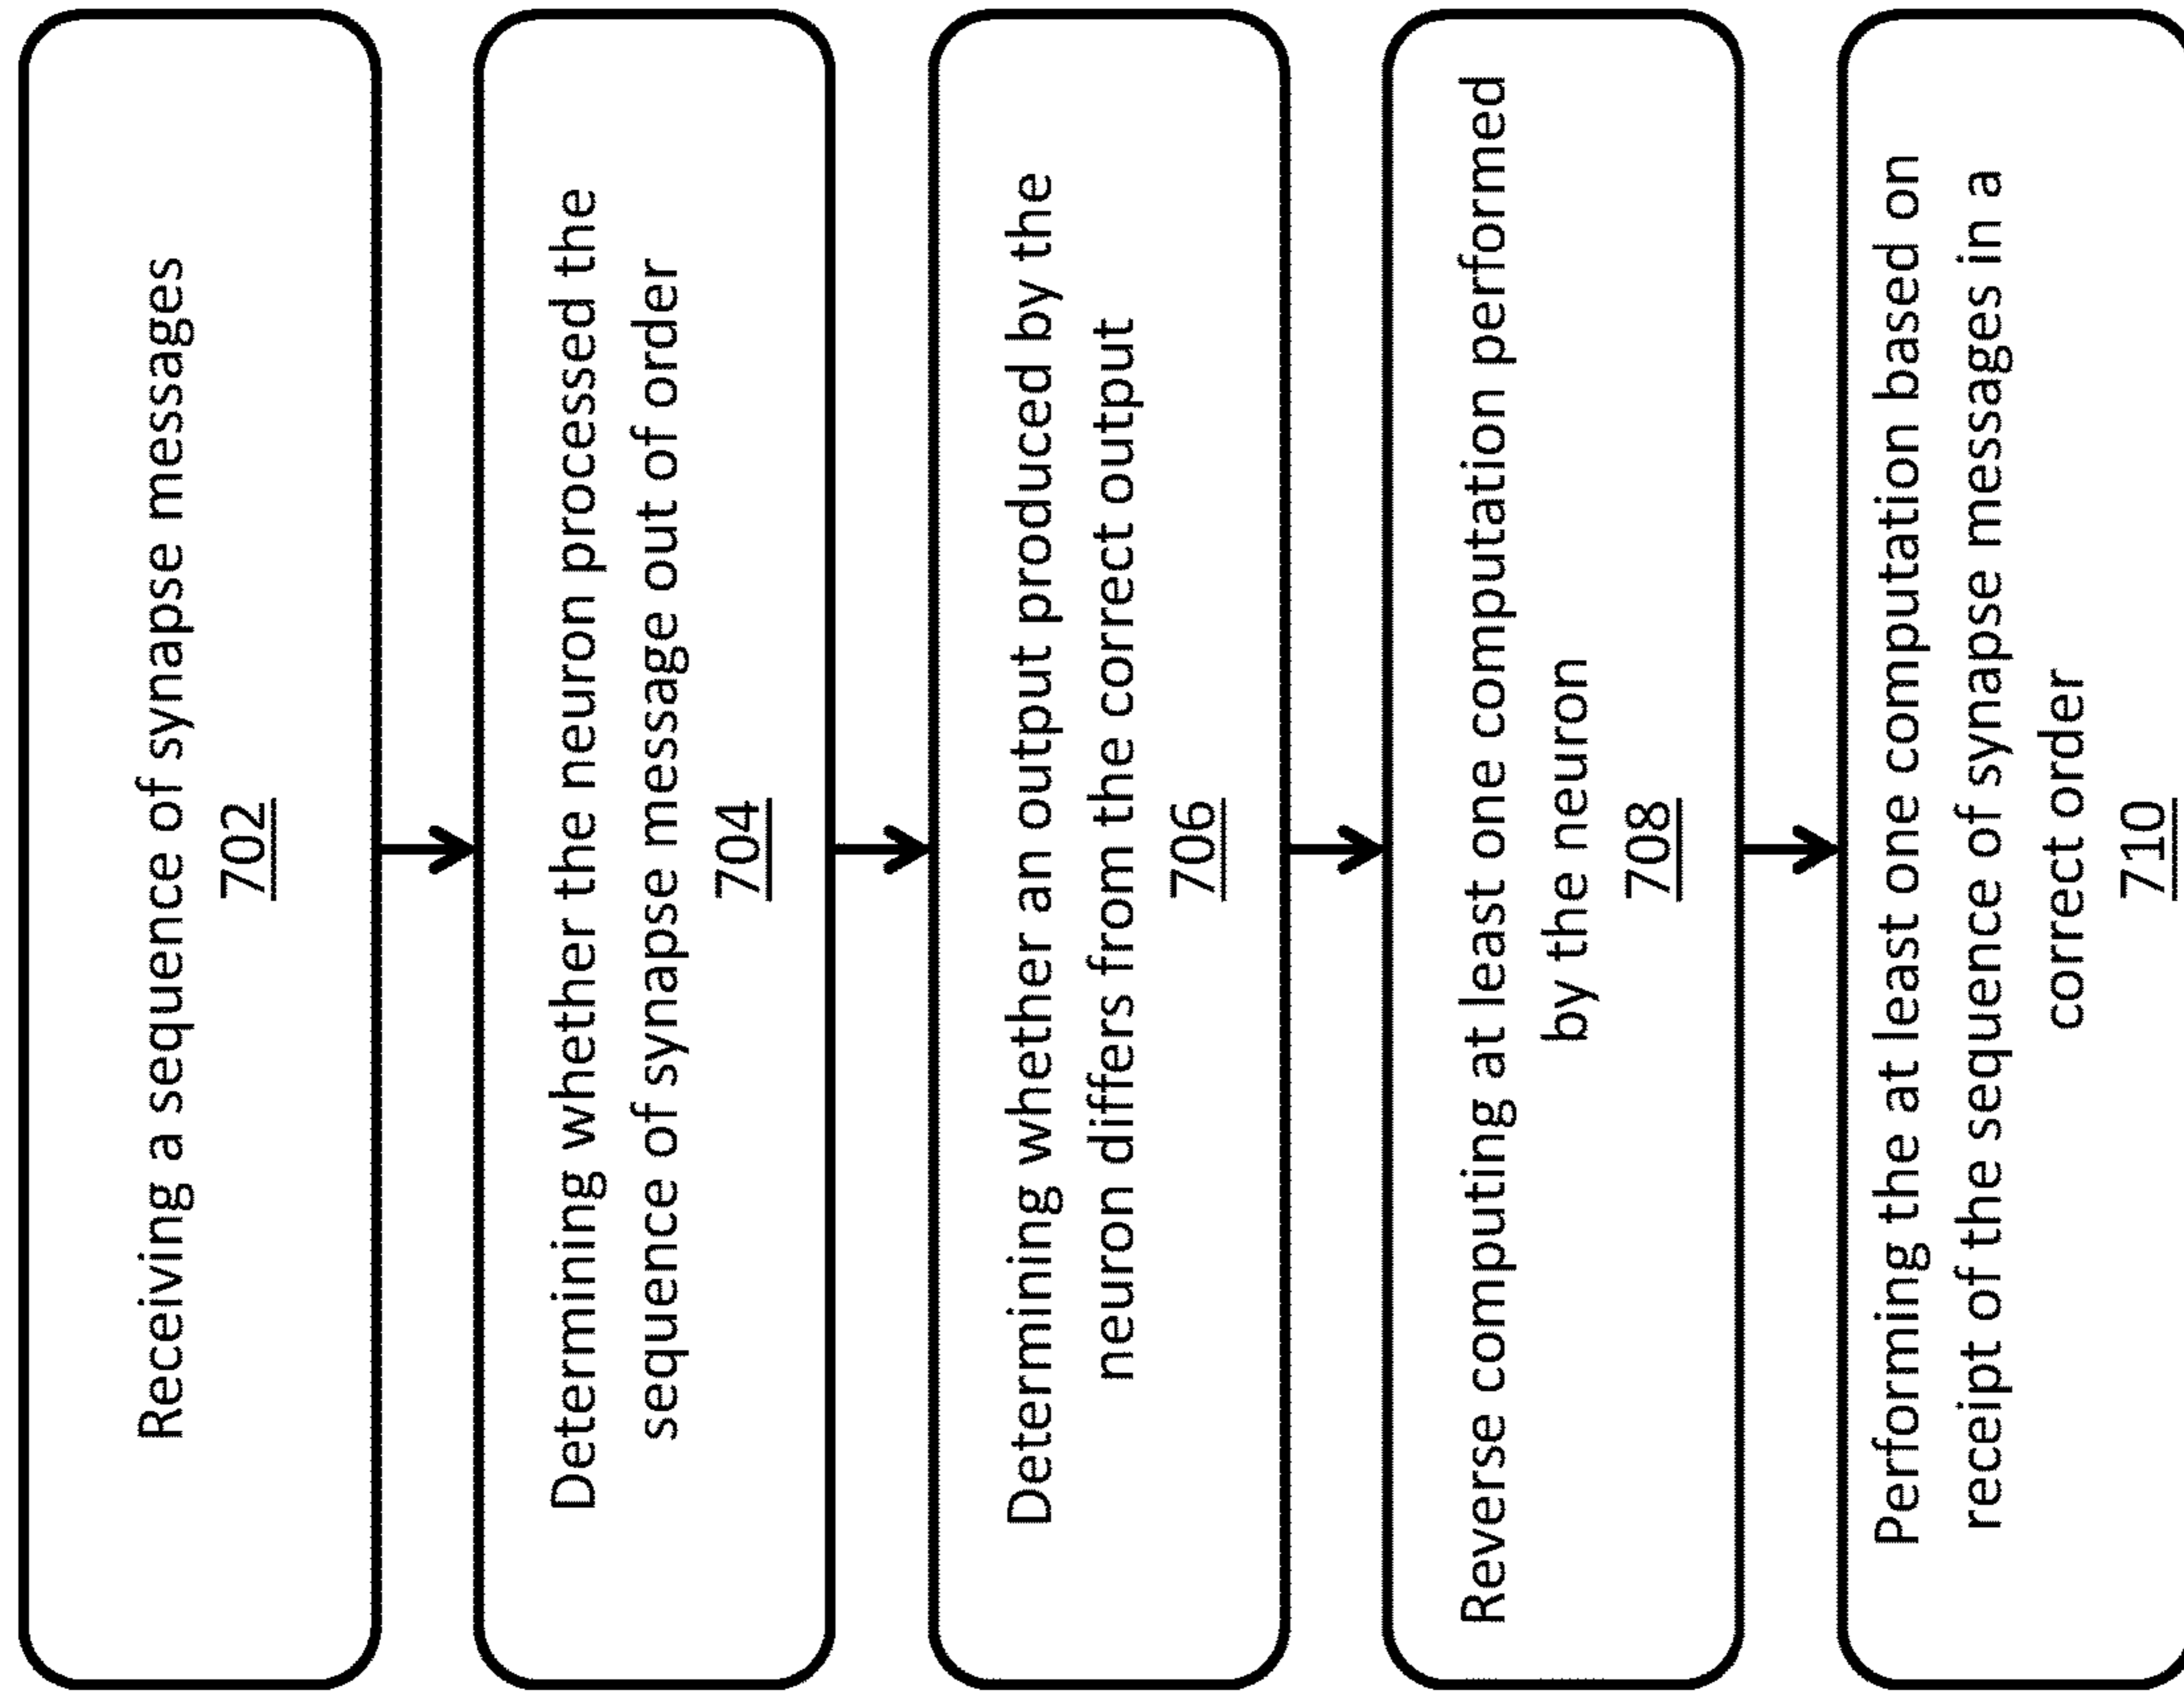 Receiving a sequence of synapse messages
702
Determining whether the neuron processed the
sequence of synapse message out of order
704
Determining whether an output produced by the
neuron differs from the correct output
706
Reverse computing at least one computation performed
by the neuron
708
Performing the at least one computation based on
receipt of the sequence of synapse messages in a
correct order
710